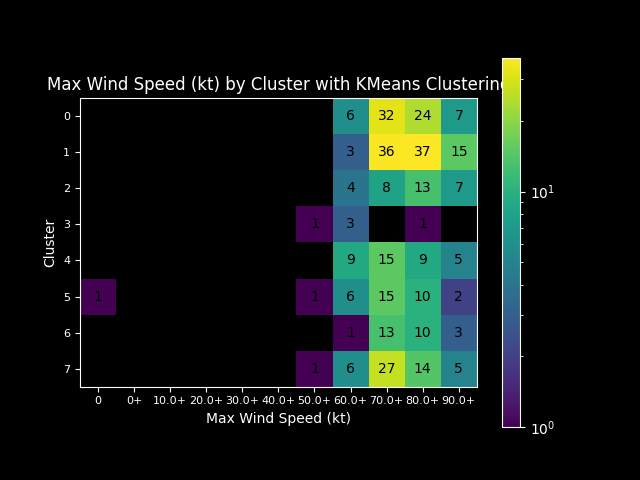 Max Wind Speed (kt) by Cluster with KMeans Clustering
0 6 32 24 7
1 3 36 37 15
2 4 8 13 7
3 1 3 1
4 9 15 9 5
5 1 1 6 15 10 2
6 1 13 10 3
7 1 6 27 14 5
Cluster
0 0+ 10.0+ 20.0+ 30.0+ 40.0+ 50.0+ 60.0+ 70.0+ 80.0+ 90.0+
Max Wind Speed (kt)
10¹
10⁰